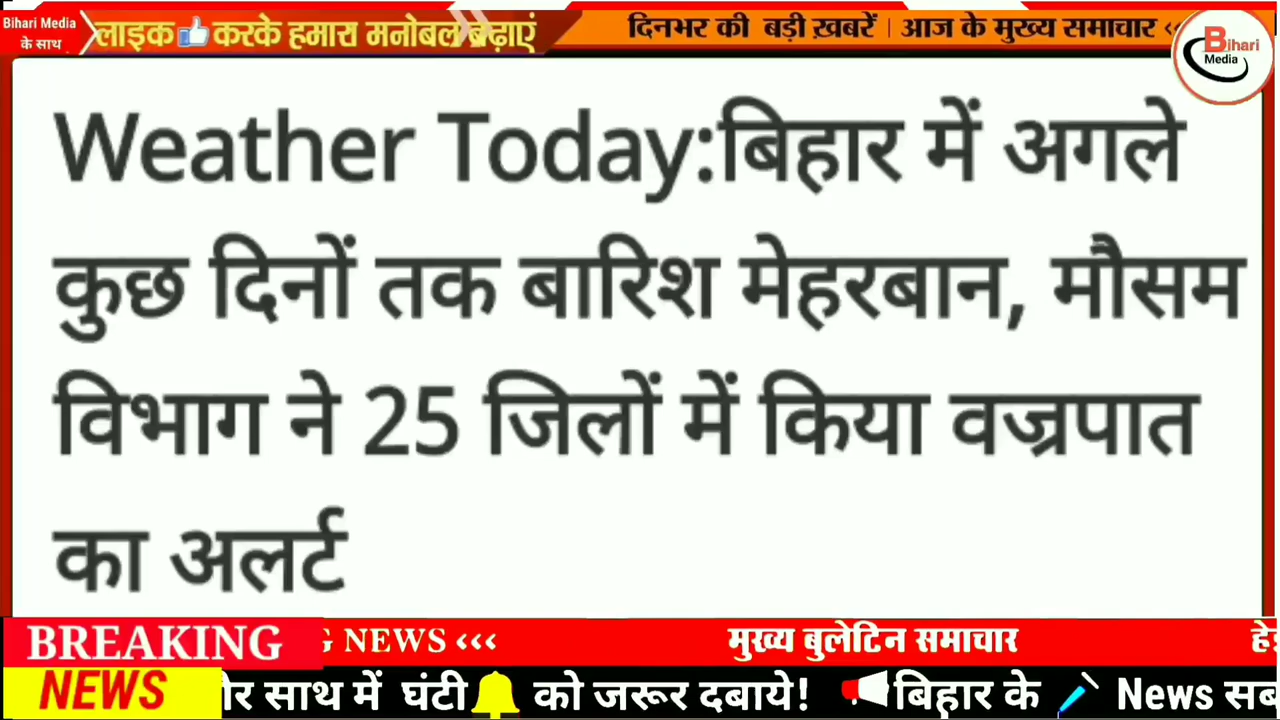 Bihari Media
के साथ
लाइक👍करके हमारा मनोबल बढ़ाएं
दिनभर की बड़ी ख़बरें | आज के मुख्य समाचार ‹‹
Bihari
Media
Weather Today:बिहार में अगले
कुछ दिनों तक बारिश मेहरबान, मौसम
विभाग ने 25 जिलों में किया वज्रपात
का अलर्ट
BREAKING
NEWS
G NEWS ‹‹‹ मुख्य बुलेटिन समाचार
साथ में घंटी🔔को जरूर दबाये! 📢बिहार के News सब